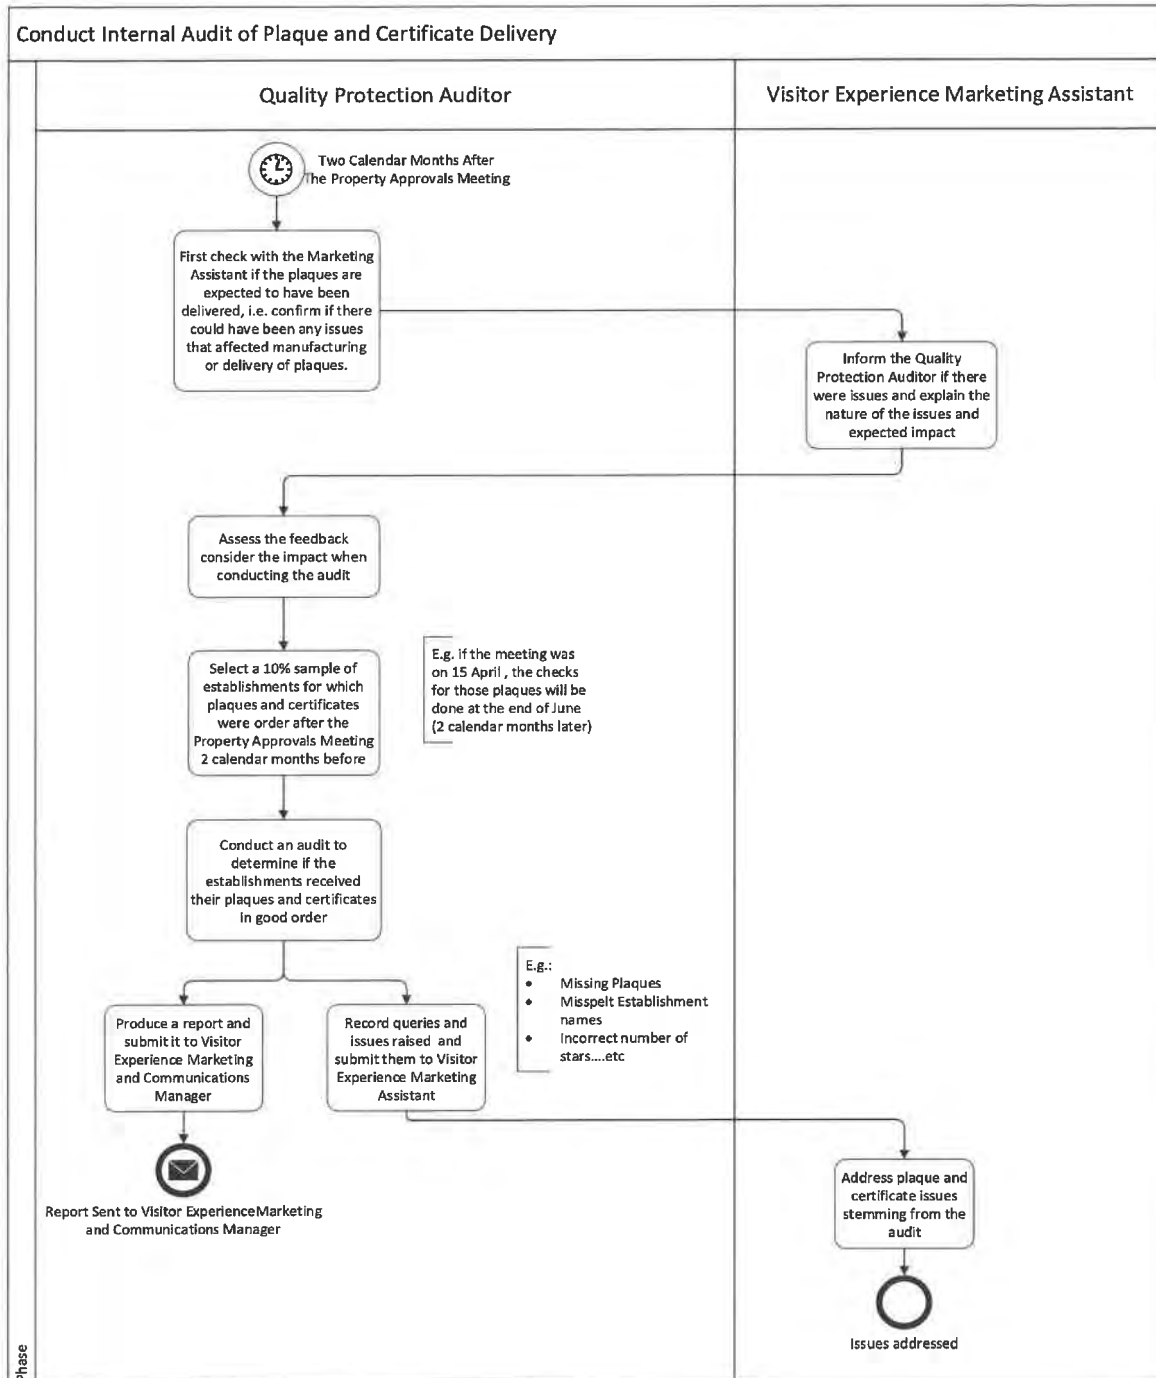 Conduct Internal Audit of Plaque and Certificate Delivery
Quality Protection Auditor
Visitor Experience Marketing Assistant
Two Calendar Months After
The Property Approvals Meeting
First check with the Marketing
Assistant if the plaques are
expected to have been
delivered, i.e. confirm if there
could have been any issues
that affected manufacturing
or delivery of plaques.
Inform the Quality
Protection Auditor if there
were issues and explain the
nature of the issues and
expected impact
Assess the feedback
consider the impact when
conducting the audit
Select a 10% sample of
establishments for which
plaques and certificates
were order after the
Property Approvals Meeting
2 calendar months before
E.g. if the meeting was
on 15 April , the checks
for those plaques will be
done at the end of June
(2 calendar months later)
Conduct an audit to
determine if the
establishments received
their plaques and certificates
in good order
E.g.:
• Missing Plaques
• Misspelt Establishment
names
• Incorrect number of
stars....etc
Produce a report and
submit it to Visitor
Experience Marketing
and Communications
Manager
Record queries and
issues raised and
submit them to Visitor
Experience Marketing
Assistant
Report Sent to Visitor ExperienceMarketing
and Communications Manager
Address plaque and
certificate issues
stemming from the
audit
Issues addressed
Phase